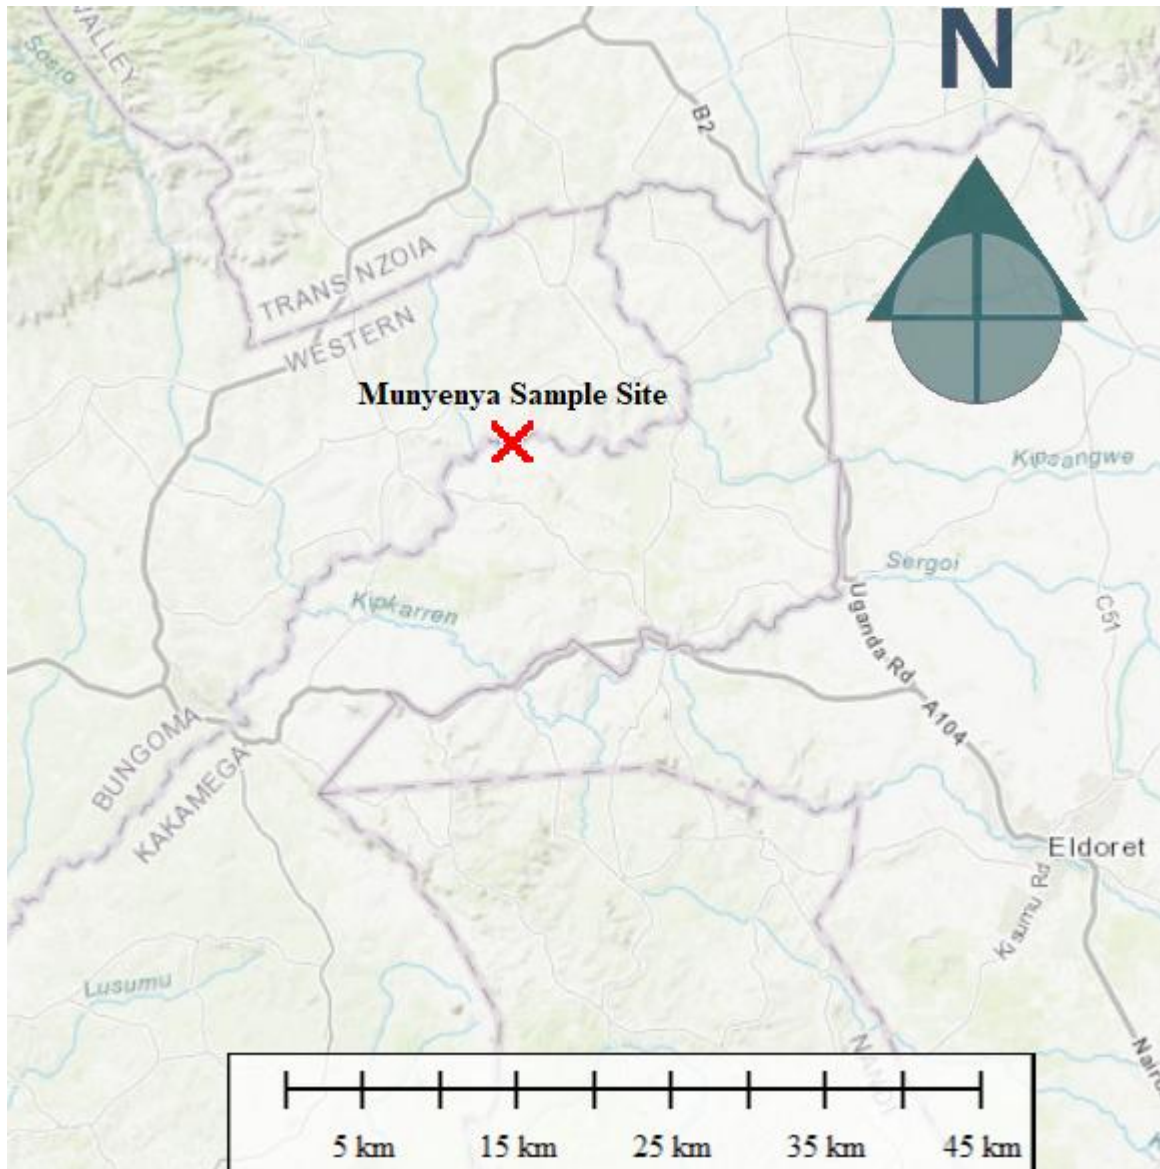 N
VALLEY
Sosio
B2
TRANS NZOIA
WESTERN
Munyenya Sample Site
Kipsangwe
Sergoi
Kipkarren
C51
Uganda Rd
A104
BUNGOMA
KAKAMEGA
Eldoret
Kisumu Rd
Lusumu
NANDI
5 km
15 km
25 km
35 km
45 km